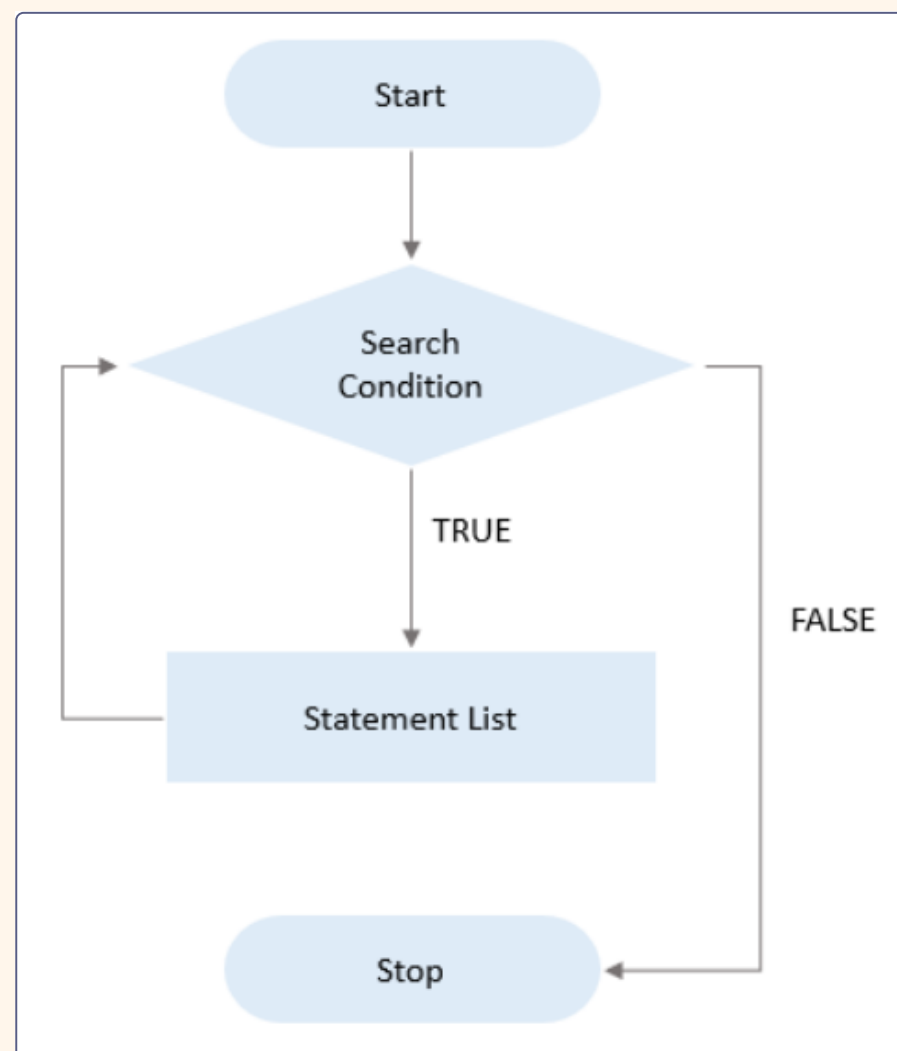 Start
Search
Condition
TRUE
FALSE
Statement List
Stop